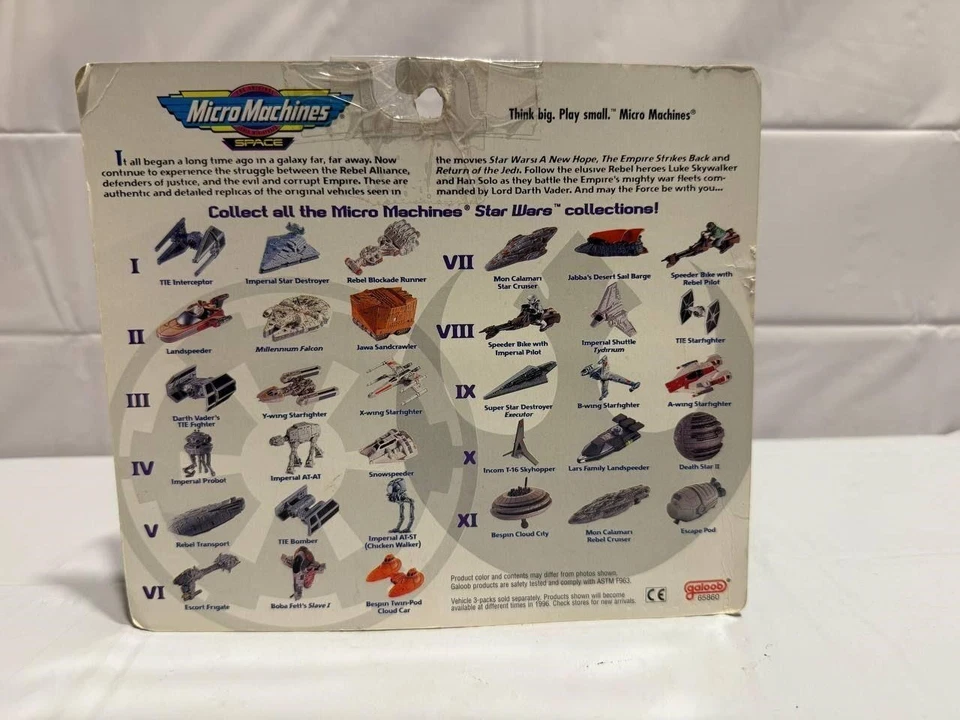 MicroMachines®
SPACE
Think big. Play small.™ Micro Machines®
It all began a long time ago in a galaxy far, far away. Now
continue to experience the struggle between the Rebel Alliance,
defenders of justice, and the evil and corrupt Empire. These are
authentic and detailed replicas of the original vehicles seen in
the movies Star Wars: A New Hope, The Empire Strikes Back and
Return of the Jedi. Follow the elusive Rebel heroes Luke Skywalker
and Han Solo as they battle the Empire's mighty war fleets com-
manded by Lord Darth Vader. And may the Force be with you...
Collect all the Micro Machines® Star Wars™ collections!
I
TIE Interceptor
Imperial Star Destroyer
Rebel Blockade Runner
II
Landspeeder
Millennium Falcon
Jawa Sandcrawler
III
Darth Vader's
TIE Fighter
Y-wing Starfighter
X-wing Starfighter
IV
Imperial Probot
Imperial AT-AT
Snowspeeder
V
Rebel Transport
TIE Bomber
Imperial AT-ST
(Chicken Walker)
VI
Escort Frigate
Boba Fett's Slave I
Bespin Twin-Pod
Cloud Car
VII
Mon Calamari
Star Cruiser
Jabba's Desert Sail Barge
Speeder Bike with
Rebel Pilot
VIII
Speeder Bike with
Imperial Pilot
Imperial Shuttle
Tydirium
TIE Starfighter
IX
Super Star Destroyer
Executor
B-wing Starfighter
A-wing Starfighter
X
Incom T-16 Skyhopper
Lars Family Landspeeder
Death Star II
XI
Bespin Cloud City
Mon Calamari
Rebel Cruiser
Escape Pod
Product color and contents may differ from photos shown.
Galoob products are safety tested and comply with ASTM F963.
Vehicle 3-packs sold separately. Products shown will become
available at different times in 1996. Check stores for new arrivals.
CE
galoob®
65860